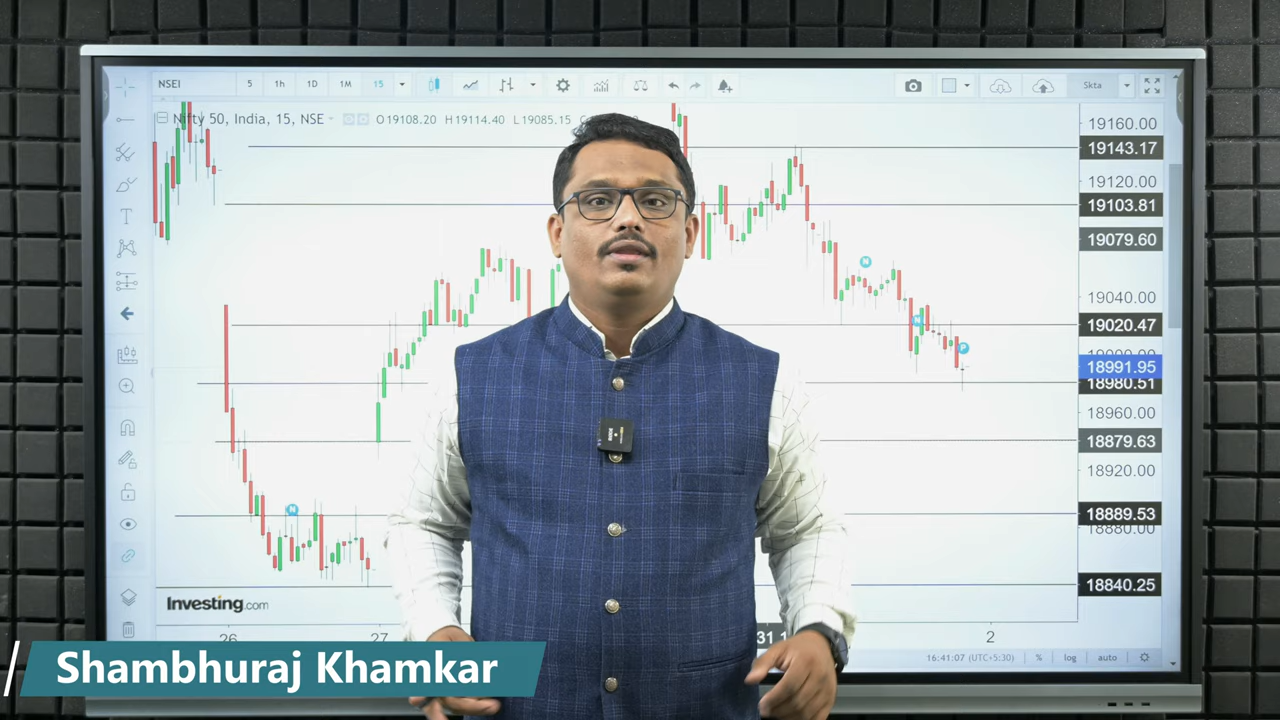 NSEI 5 1h 1D 1M 15 Skta
Nifty 50, India, 15, NSE O19108.20 H19114.40 L19085.15
19160.00
19143.17
19120.00
19103.81
19079.60
19040.00
19020.47
18991.95
18980.51
18960.00
18879.63
18920.00
18889.53
18880.00
18840.25
N
N
P
N
T
Investing.com
26 27 31 1 2
16:41:07 (UTC+5:30) % log auto
Shambhuraj Khamkar